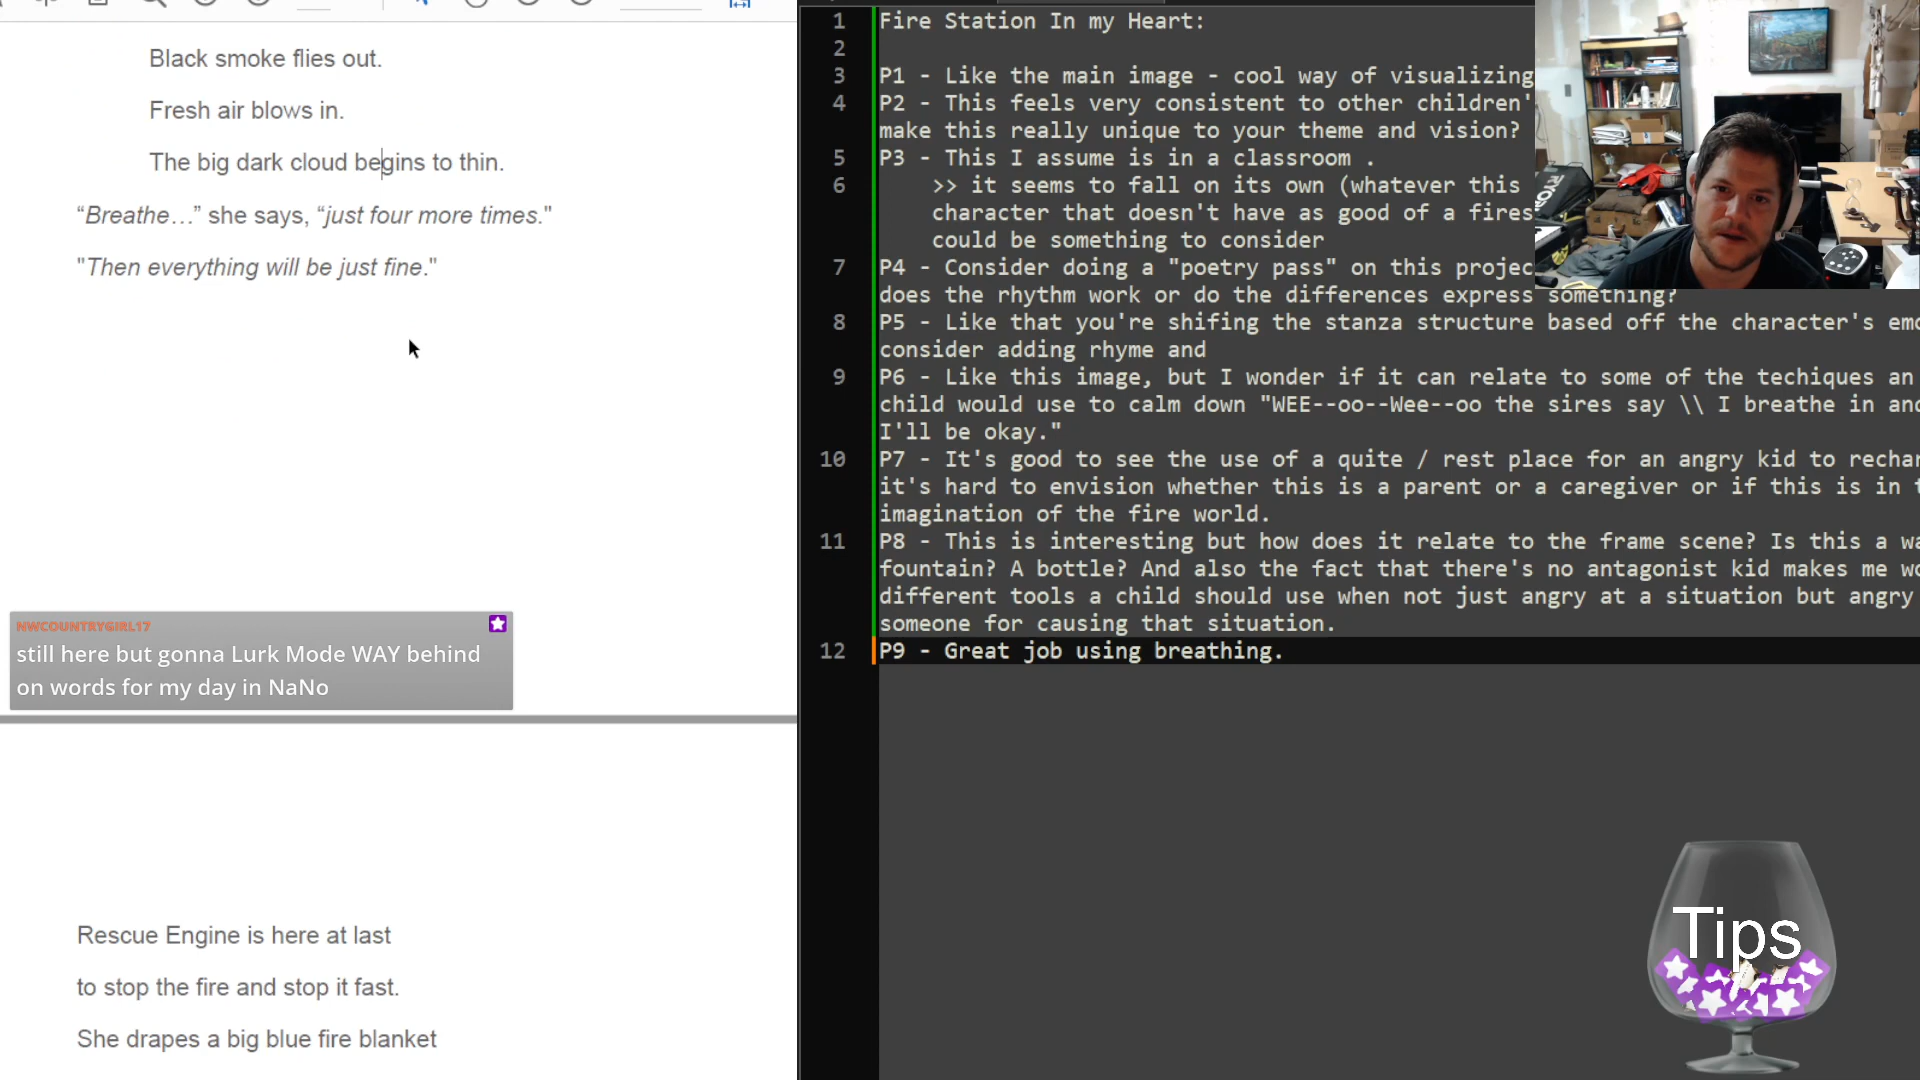 Black smoke flies out.
Fresh air blows in.
The big dark cloud begins to thin.
“Breathe…” she says, “just four more times."
"Then everything will be just fine."
NWCOUNTRYGIRL17
still here but gonna Lurk Mode WAY behind
on words for my day in NaNo
Rescue Engine is here at last
to stop the fire and stop it fast.
She drapes a big blue fire blanket
1 Fire Station In my Heart:
2
3 P1 - Like the main image - cool way of visualizing
4 P2 - This feels very consistent to other children'
make this really unique to your theme and vision?
5 P3 - This I assume is in a classroom .
6 >> it seems to fall on its own (whatever this
character that doesn't have as good of a fires
could be something to consider
7 P4 - Consider doing a "poetry pass" on this projec
does the rhythm work or do the differences express something?
8 P5 - Like that you're shifing the stanza structure based off the character's emo
consider adding rhyme and
9 P6 - Like this image, but I wonder if it can relate to some of the techiques an
child would use to calm down "WEE--oo--Wee--oo the sires say \\ I breathe in and
I'll be okay."
10 P7 - It's good to see the use of a quite / rest place for an angry kid to rechar
it's hard to envision whether this is a parent or a caregiver or if this is in t
imagination of the fire world.
11 P8 - This is interesting but how does it relate to the frame scene? Is this a wa
fountain? A bottle? And also the fact that there's no antagonist kid makes me wo
different tools a child should use when not just angry at a situation but angry
someone for causing that situation.
12 P9 - Great job using breathing.
RYOBI
Tips